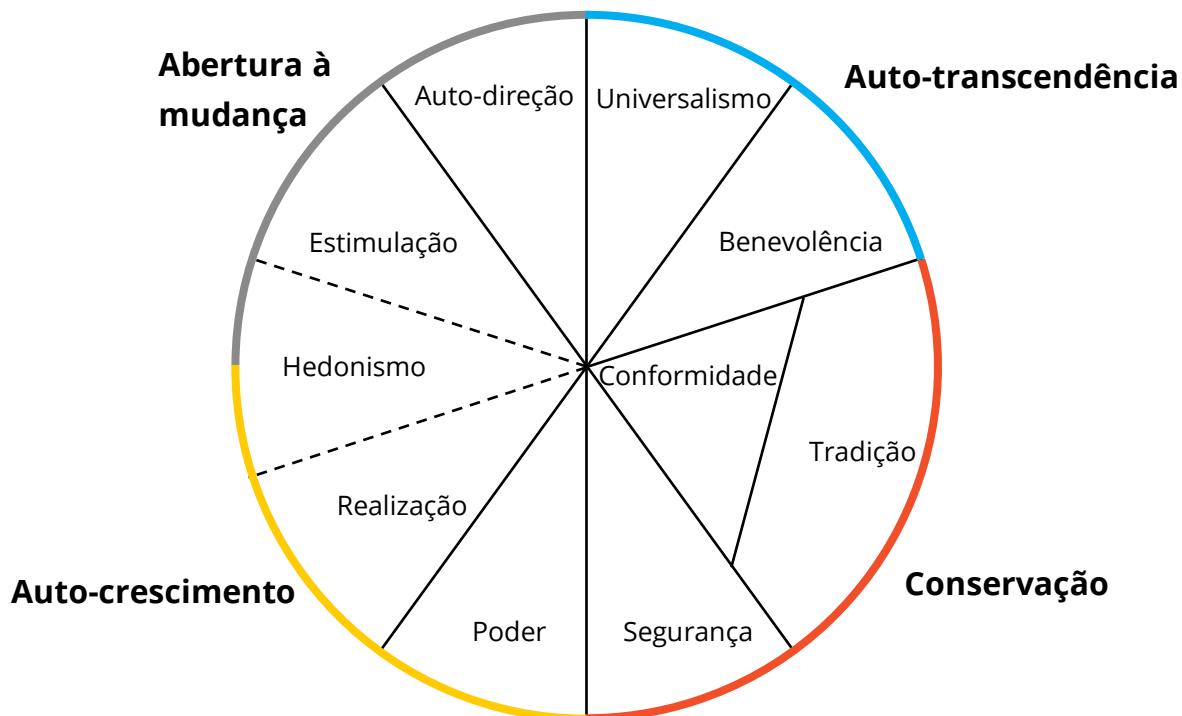 Abertura à
mudança
Auto-transcendência
Auto-direção
Universalismo
Estimulação
Benevolência
Hedonismo
Conformidade
Tradição
Realização
Auto-crescimento
Conservação
Poder
Segurança